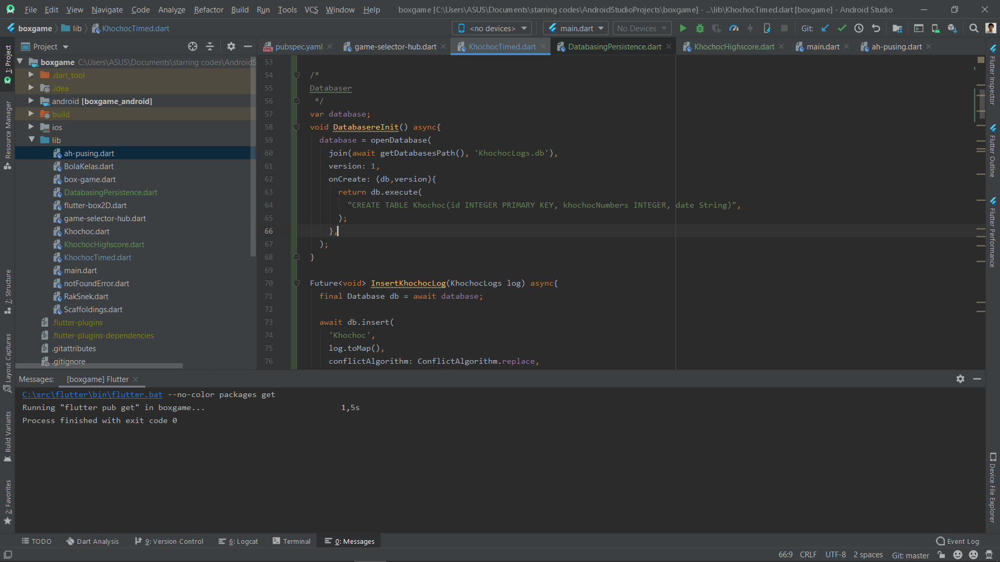 File Edit View Navigate Code Analyze Refactor Build Run Tools VCS Window Help boxgame [C:\Users\ASUS\Documents\starring codes\AndroidStudioProjects\boxgame] - ...\lib\KhochocTimed.dart [boxgame] - Android Studio
boxgame lib KhochocTimed.dart <no devices> main.dart No Devices Git:
Project
pubspec.yaml game-selector-hub.dart KhochocTimed.dart DatabasingPersistence.dart KhochocHighscore.dart main.dart ah-pusing.dart
1: Project
Resource Manager
7: Structure
Layout Captures
Build Variants
2: Favorites
boxgame C:\Users\ASUS\Documents\starring codes\AndroidS
.dart_tool
.idea
android [boxgame_android]
build
ios
lib
ah-pusing.dart
BolaKelas.dart
box-game.dart
DatabasingPersistence.dart
flutter-box2D.dart
game-selector-hub.dart
Khochoc.dart
KhochocHighscore.dart
KhochocTimed.dart
main.dart
notFoundError.dart
RakSnek.dart
Scaffoldings.dart
.flutter-plugins
.flutter-plugins-dependencies
.gitattributes
.gitignore
53
54 /*
55 Databaser
56 */
57 var database;
58 void DatabasereInit() async{
59 database = openDatabase(
60 join(await getDatabasesPath(), 'KhochocLogs.db'),
61 version: 1,
62 onCreate: (db,version){
63 return db.execute(
64 "CREATE TABLE Khochoc(id INTEGER PRIMARY KEY, khochocNumbers INTEGER, date String)",
65 );
66 },
67 );
68 }
69
70 Future<void> InsertKhochocLog(KhochocLogs log) async{
71 final Database db = await database;
72
73 await db.insert(
74 'Khochoc',
75 log.toMap(),
76 conflictAlgorithm: ConflictAlgorithm.replace,
Flutter Inspector
Flutter Outline
Flutter Performance
Device File Explorer
Messages: [boxgame] Flutter
C:\src\flutter\bin\flutter.bat --no-color packages get
Running "flutter pub get" in boxgame... 1,5s
Process finished with exit code 0
TODO Dart Analysis 9: Version Control 6: Logcat Terminal 0: Messages Event Log
66:9 CRLF UTF-8 2 spaces Git: master